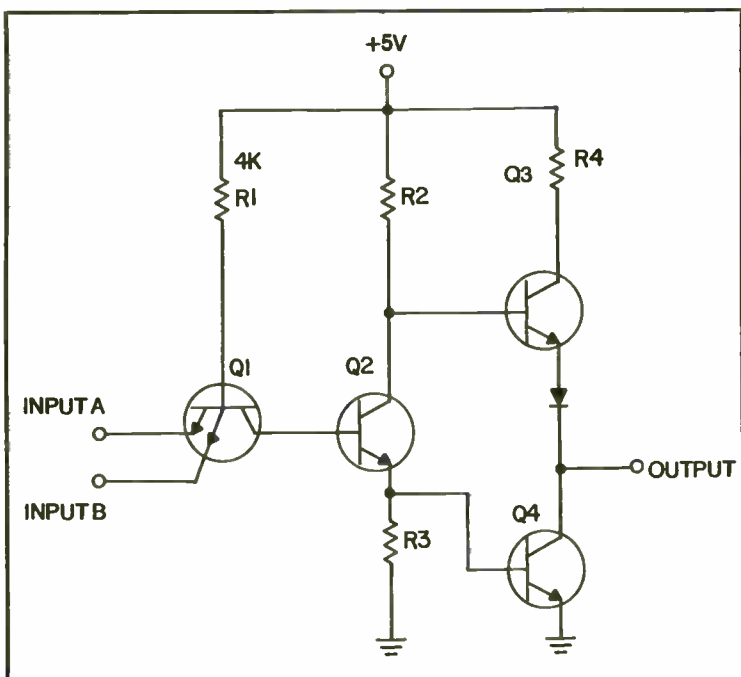 +5V
4K
R1
R2
Q3
R4
Q1
Q2
INPUT A
INPUT B
OUTPUT
R3
Q4